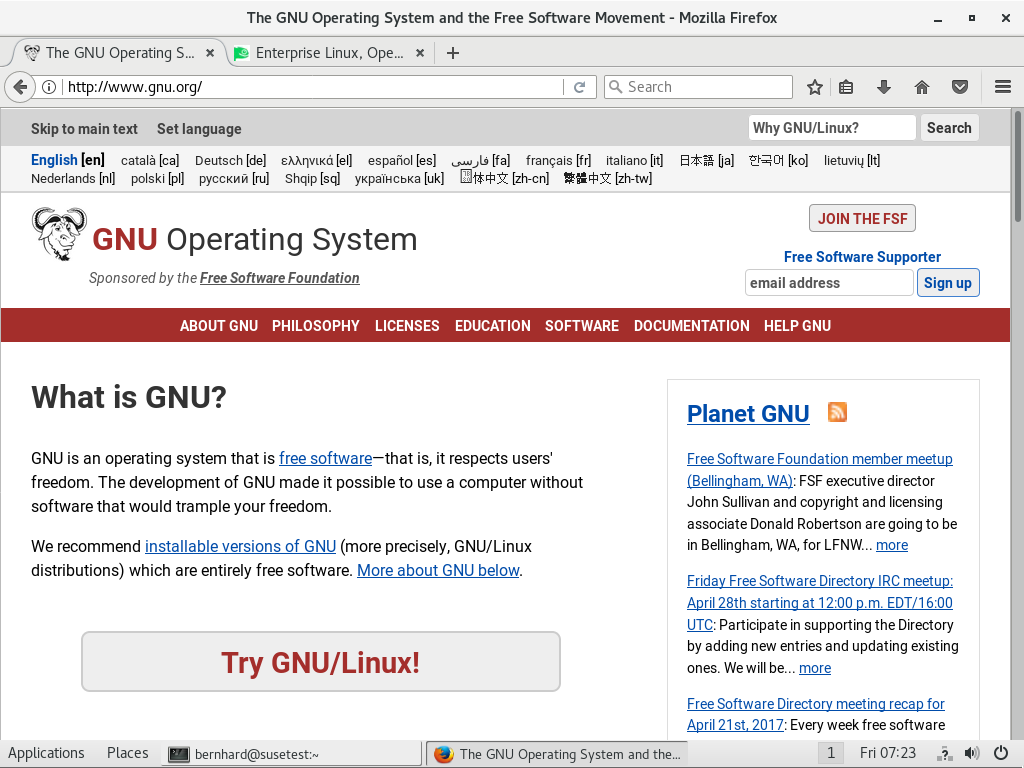 The GNU Operating System and the Free Software Movement - Mozilla Firefox
The GNU Operating S... Enterprise Linux, Ope...
http://www.gnu.org/ Search
Skip to main text Set language Why GNU/Linux? Search
English [en] català [ca] Deutsch [de] ελληνικά [el] español [es] فارسی [fa] français [fr] italiano [it] 日本語 [ja] 한국어 [ko] lietuvių [lt]
Nederlands [nl] polski [pl] русский [ru] Shqip [sq] українська [uk] 体中文 [zh-cn] 繁體中文 [zh-tw]
JOIN THE FSF
GNU Operating System
Free Software Supporter
Sponsored by the Free Software Foundation
email address Sign up
ABOUT GNU PHILOSOPHY LICENSES EDUCATION SOFTWARE DOCUMENTATION HELP GNU
What is GNU?
GNU is an operating system that is free software—that is, it respects users'
freedom. The development of GNU made it possible to use a computer without
software that would trample your freedom.
We recommend installable versions of GNU (more precisely, GNU/Linux
distributions) which are entirely free software. More about GNU below.
Try GNU/Linux!
Planet GNU
Free Software Foundation member meetup
(Bellingham, WA): FSF executive director
John Sullivan and copyright and licensing
associate Donald Robertson are going to be
in Bellingham, WA, for LFNW... more
Friday Free Software Directory IRC meetup:
April 28th starting at 12:00 p.m. EDT/16:00
UTC: Participate in supporting the Directory
by adding new entries and updating existing
ones. We will be... more
Free Software Directory meeting recap for
April 21st, 2017: Every week free software
Applications Places bernhard@susetest:~ The GNU Operating System and the... 1 Fri 07:23